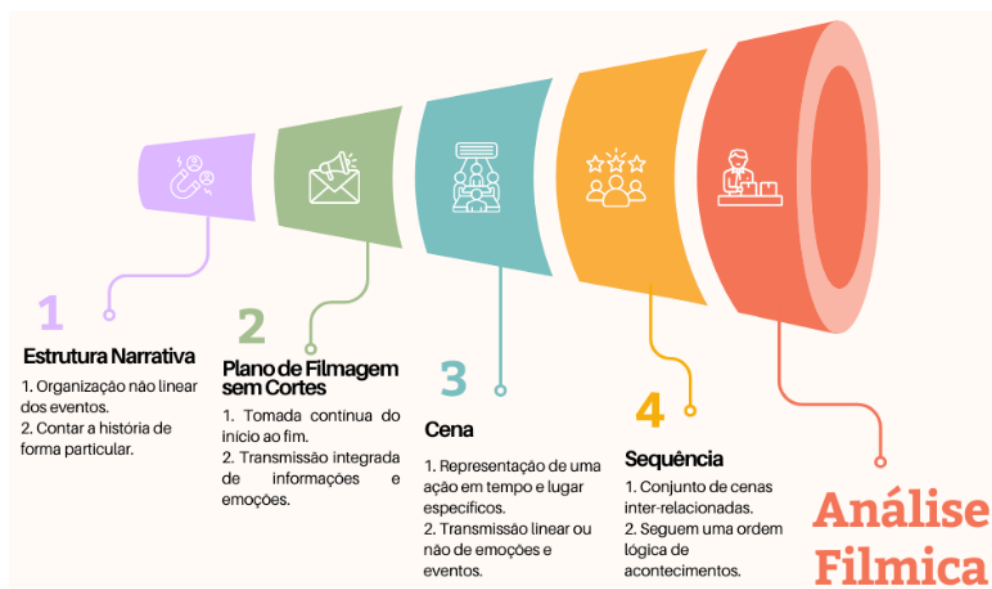 1
Estrutura Narrativa
1. Organização não linear
dos eventos.
2. Contar a história de
forma particular.
2
Plano de Filmagem
sem Cortes
1. Tomada contínua do
início ao fim.
2. Transmissão integrada
de informações e
emoções.
3
Cena
1. Representação de uma
ação em tempo e lugar
específicos.
2. Transmissão linear ou
não de emoções e
eventos.
4
Sequência
1. Conjunto de cenas
inter-relacionadas.
2. Seguem uma ordem
lógica de
acontecimentos.
Análise
Filmica